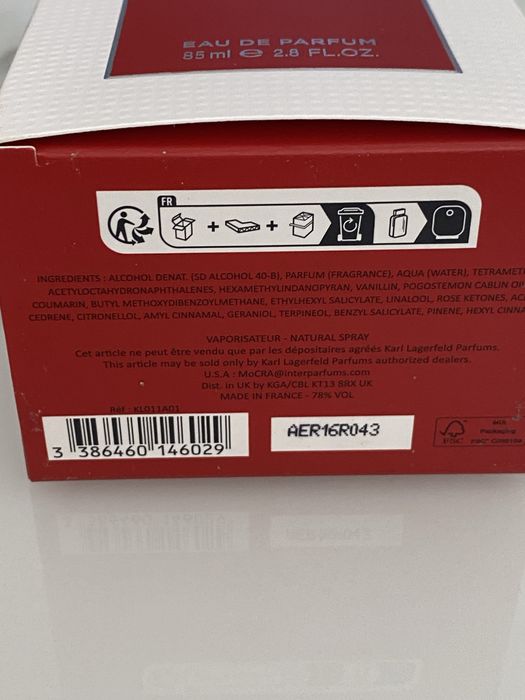 EAU DE PARFUM
85 ml e 2.8 FL.OZ.
FR
INGREDIENTS : ALCOHOL DENAT. (SD ALCOHOL 40-B), PARFUM (FRAGRANCE), AQUA (WATER), TETRAMET
ACETYLOCTAHYDRONAPHTHALENES, HEXAMETHYLINDANOPYRAN, VANILLIN, POGOSTEMON CABLIN
COUMARIN, BUTYL METHOXYDIBENZOYLMETHANE, ETHYLHEXYL SALICYLATE, LINALOOL, ROSE KETONES,
CEDRENE, CITRONELLOL, AMYL CINNAMAL, GERANIOL, TERPINEOL, BENZYL SALICYLATE, PINENE, HEXYL CINNA
VAPORISATEUR - NATURAL SPRAY
Cet article ne peut être vendu que par les dépositaires agréés Karl Lagerfeld Parfums.
This article may be sold only by Karl Lagerfeld Parfums authorized dealers.
U.S.A : MoCRA@interparfums.com
Dist. in UK by KGA/CBL KT13 8RX UK
MADE IN FRANCE - 78% VOL
Réf : KL011A01
3 386460 146029
AER16R043
FSC
MIX
Packaging